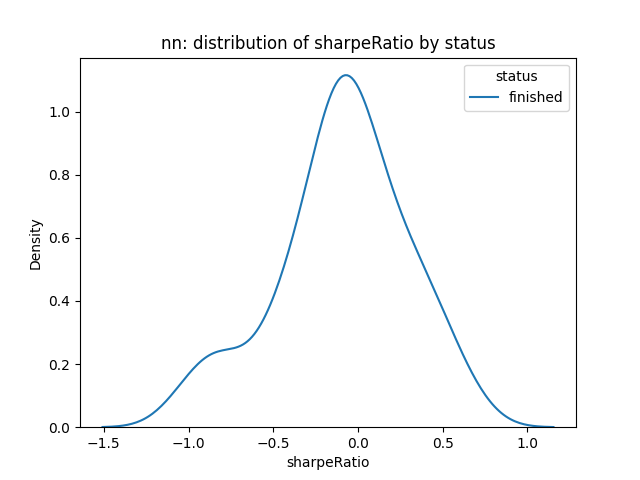 nn: distribution of sharpeRatio by status
status
finished
1.0
0.8
0.6
0.4
0.2
0.0
Density
−1.5 −1.0 −0.5 0.0 0.5 1.0
sharpeRatio